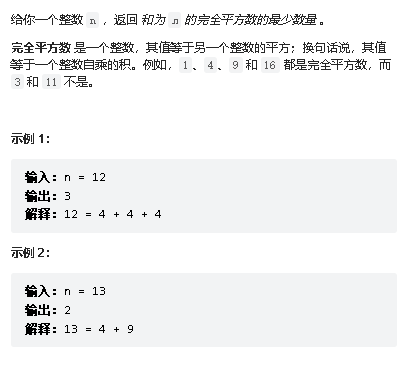 给你一个整数 n ，返回 和为 n 的完全平方数的最少数量 。
完全平方数 是一个整数，其值等于另一个整数的平方；换句话说，其值
等于一个整数自乘的积。例如，1 、4 、9 和 16 都是完全平方数，而
3 和 11 不是。
示例 1：
输入：n = 12
输出：3
解释：12 = 4 + 4 + 4
示例 2：
输入：n = 13
输出：2
解释：13 = 4 + 9